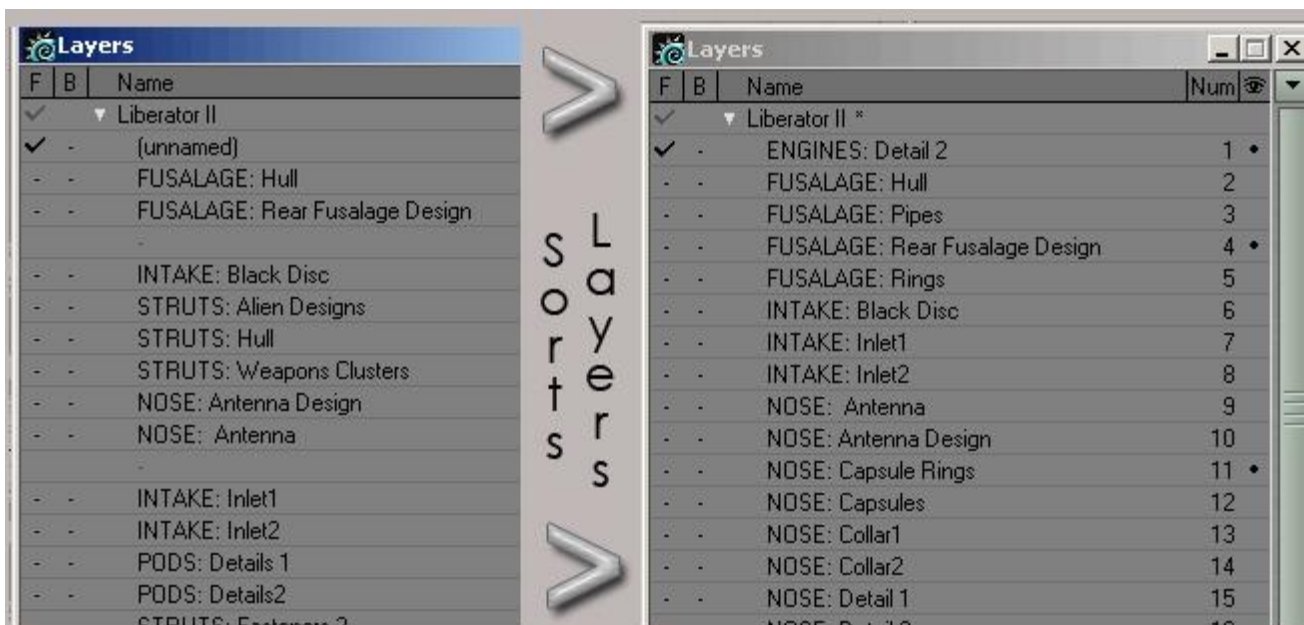 Layers
F B Name
Liberator II
(unnamed)
FUSALAGE: Hull
FUSALAGE: Rear Fusalage Design
-
INTAKE: Black Disc
STRUTS: Alien Designs
STRUTS: Hull
STRUTS: Weapons Clusters
NOSE: Antenna Design
NOSE:  Antenna
-
INTAKE: Inlet1
INTAKE: Inlet2
PODS: Details 1
PODS: Details2
>
Sorts
Layers
>
Layers
F B Name Num
Liberator II *
ENGINES: Detail 2 1
FUSALAGE: Hull 2
FUSALAGE: Pipes 3
FUSALAGE: Rear Fusalage Design 4
FUSALAGE: Rings 5
INTAKE: Black Disc 6
INTAKE: Inlet1 7
INTAKE: Inlet2 8
NOSE:  Antenna 9
NOSE: Antenna Design 10
NOSE: Capsule Rings 11
NOSE: Capsules 12
NOSE: Collar1 13
NOSE: Collar2 14
NOSE: Detail 1 15